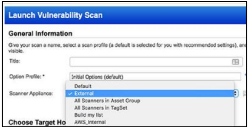 Launch Vulnerability Scan
General Information
Give your scan a name, select a scan profile (a default is selected for you with recommended settings), and
Title:
Option Profile: * Initial Options (default)
Default
Scanner Appliance: ✓ External
All Scanners in Asset Group
All Scanners in TagSet
Build my list
Choose Target Ho AWS_Internal